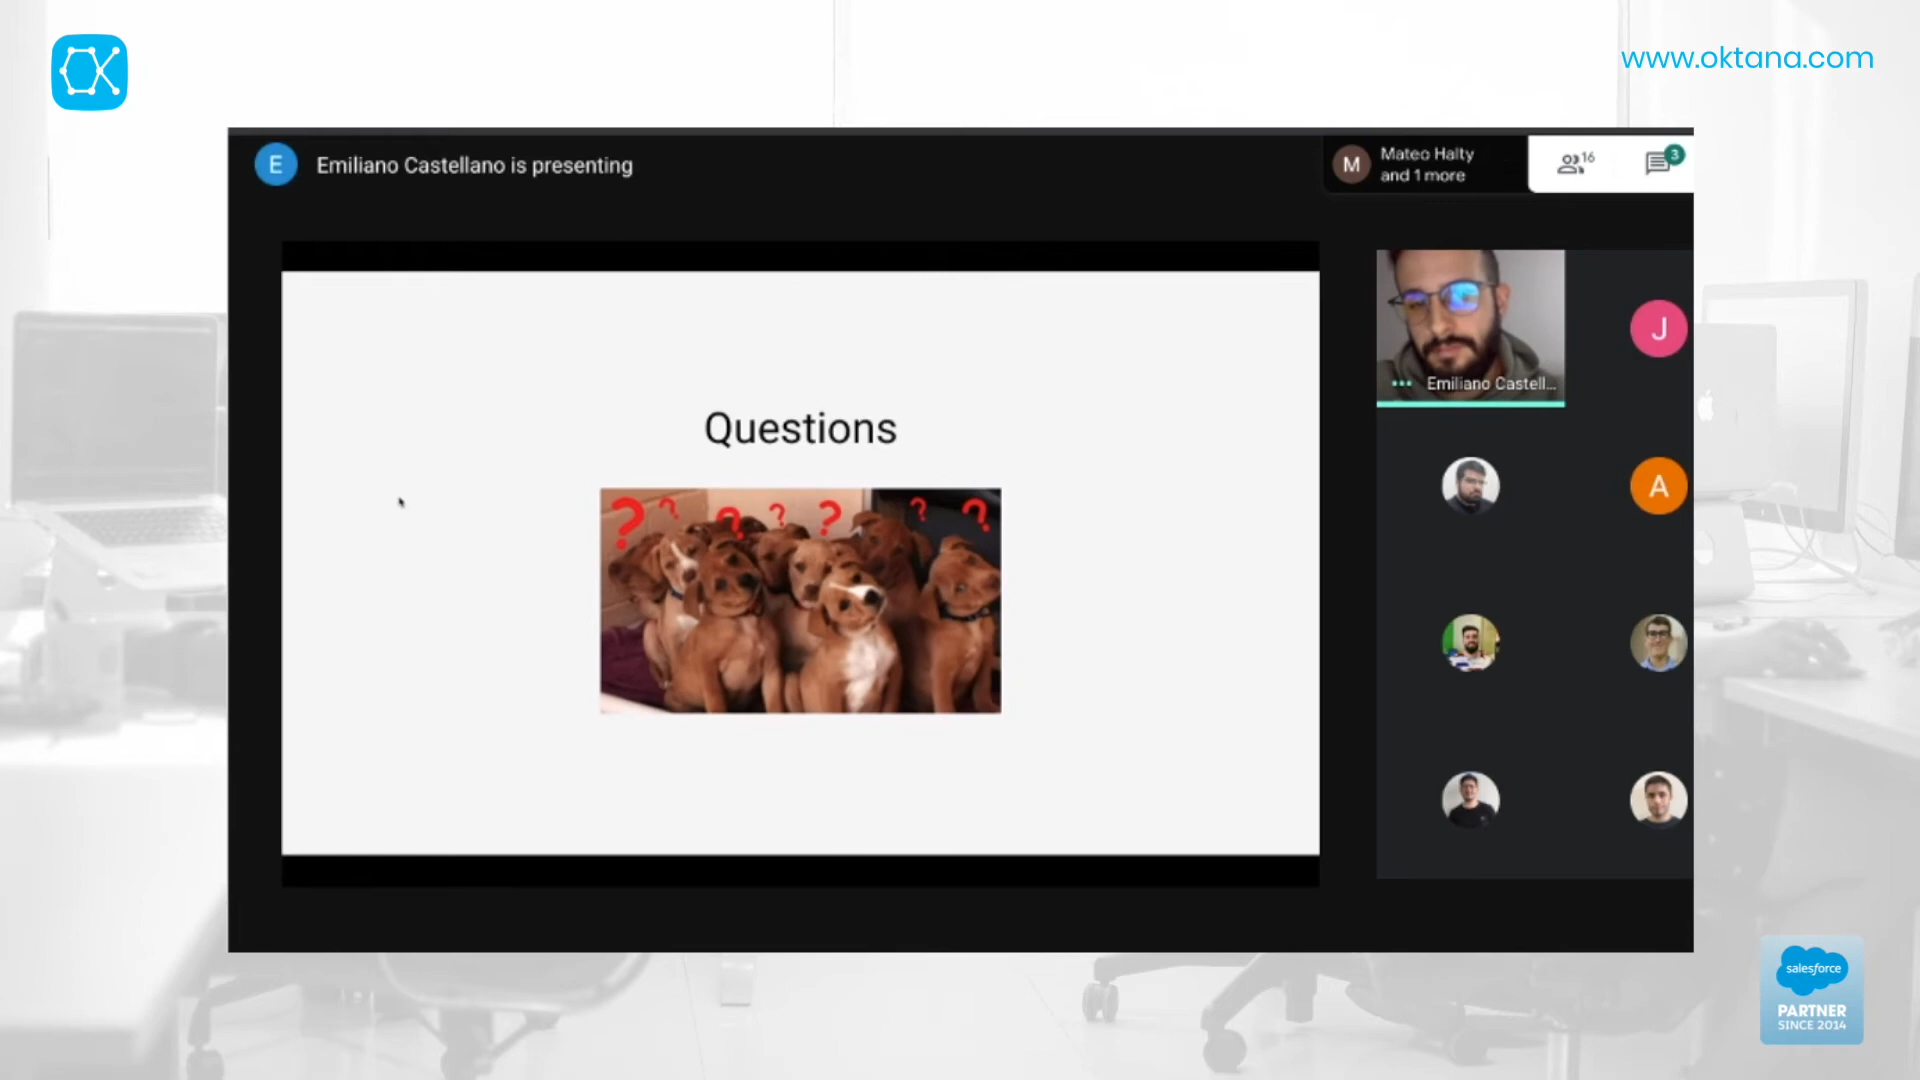 www.oktana.com
E
Emiliano Castellano is presenting
M
Mateo Halty
and 1 more
16
3
Emiliano Castell...
J
Questions
? ? ? ? ? ? ?
A
salesforce
PARTNER
SINCE 2014